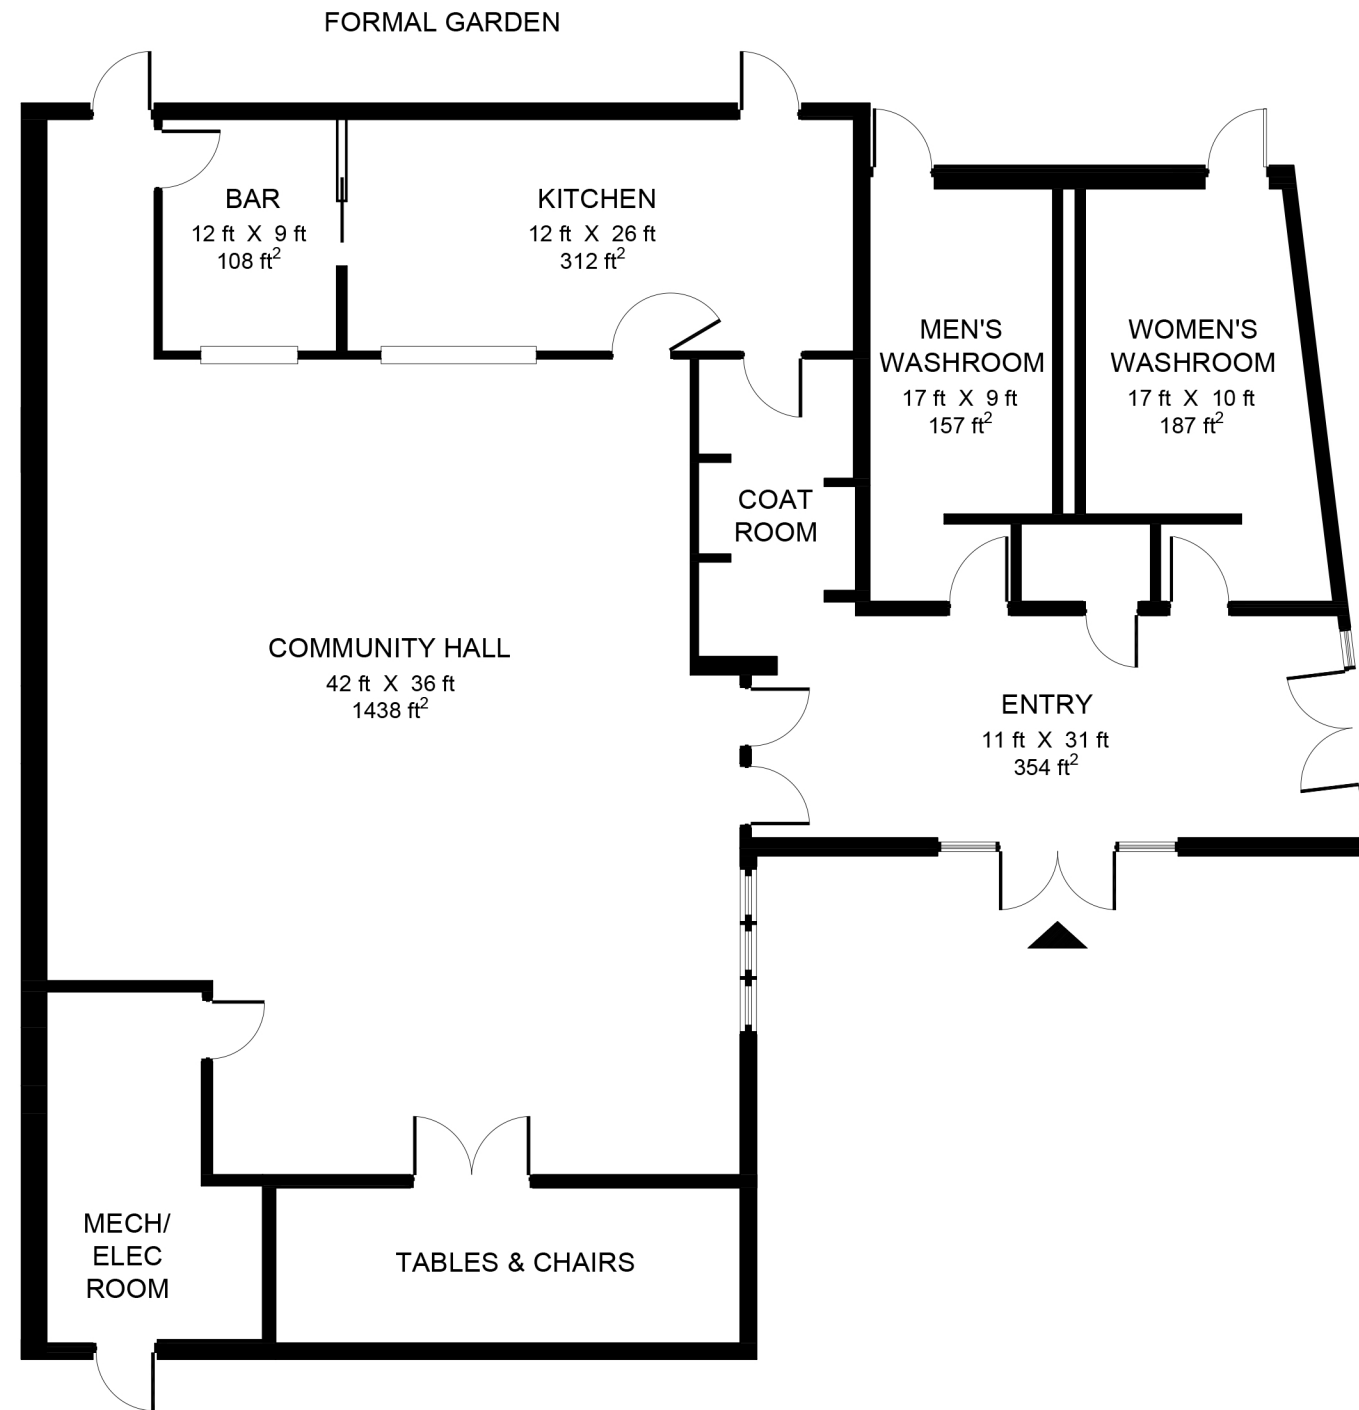 FORMAL GARDEN
BAR
12 ft X 9 ft
108 ft²
KITCHEN
12 ft X 26 ft
312 ft²
MEN'S
WASHROOM
17 ft X 9 ft
157 ft²
WOMEN'S
WASHROOM
17 ft X 10 ft
187 ft²
COAT
ROOM
COMMUNITY HALL
42 ft X 36 ft
1438 ft²
ENTRY
11 ft X 31 ft
354 ft²
MECH/
ELEC
ROOM
TABLES & CHAIRS